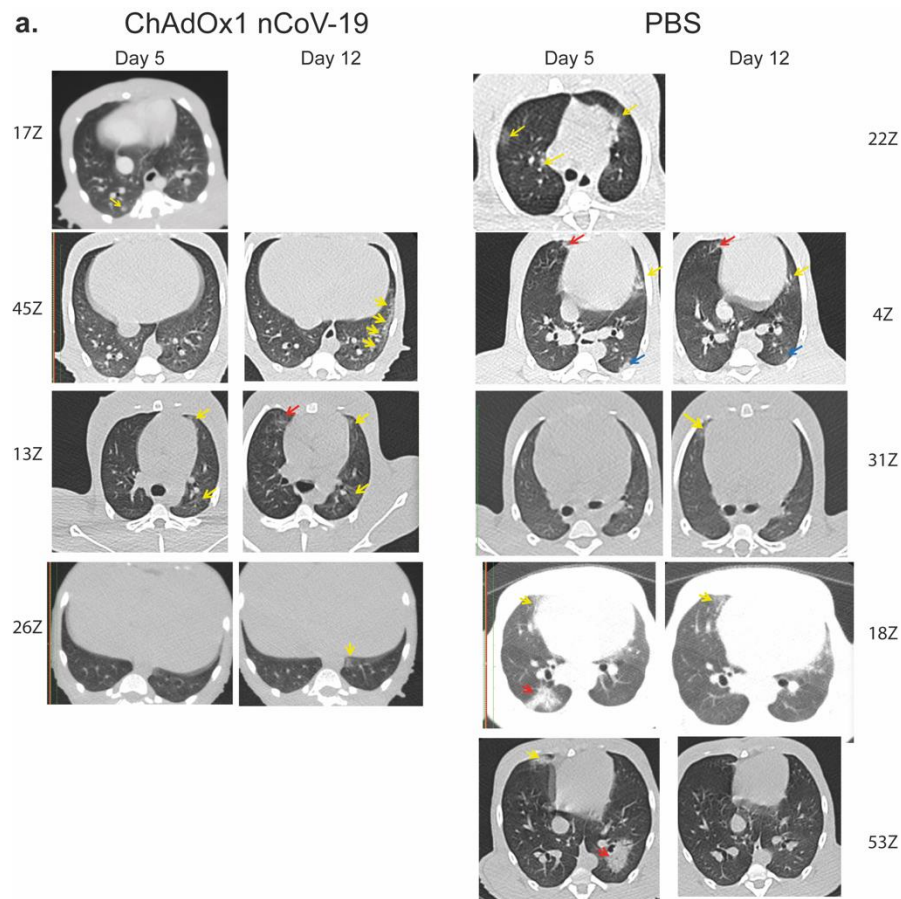 a.
ChAdOx1 nCoV-19
PBS
Day 5
Day 12
Day 5
Day 12
17Z
22Z
45Z
4Z
13Z
31Z
26Z
18Z
53Z